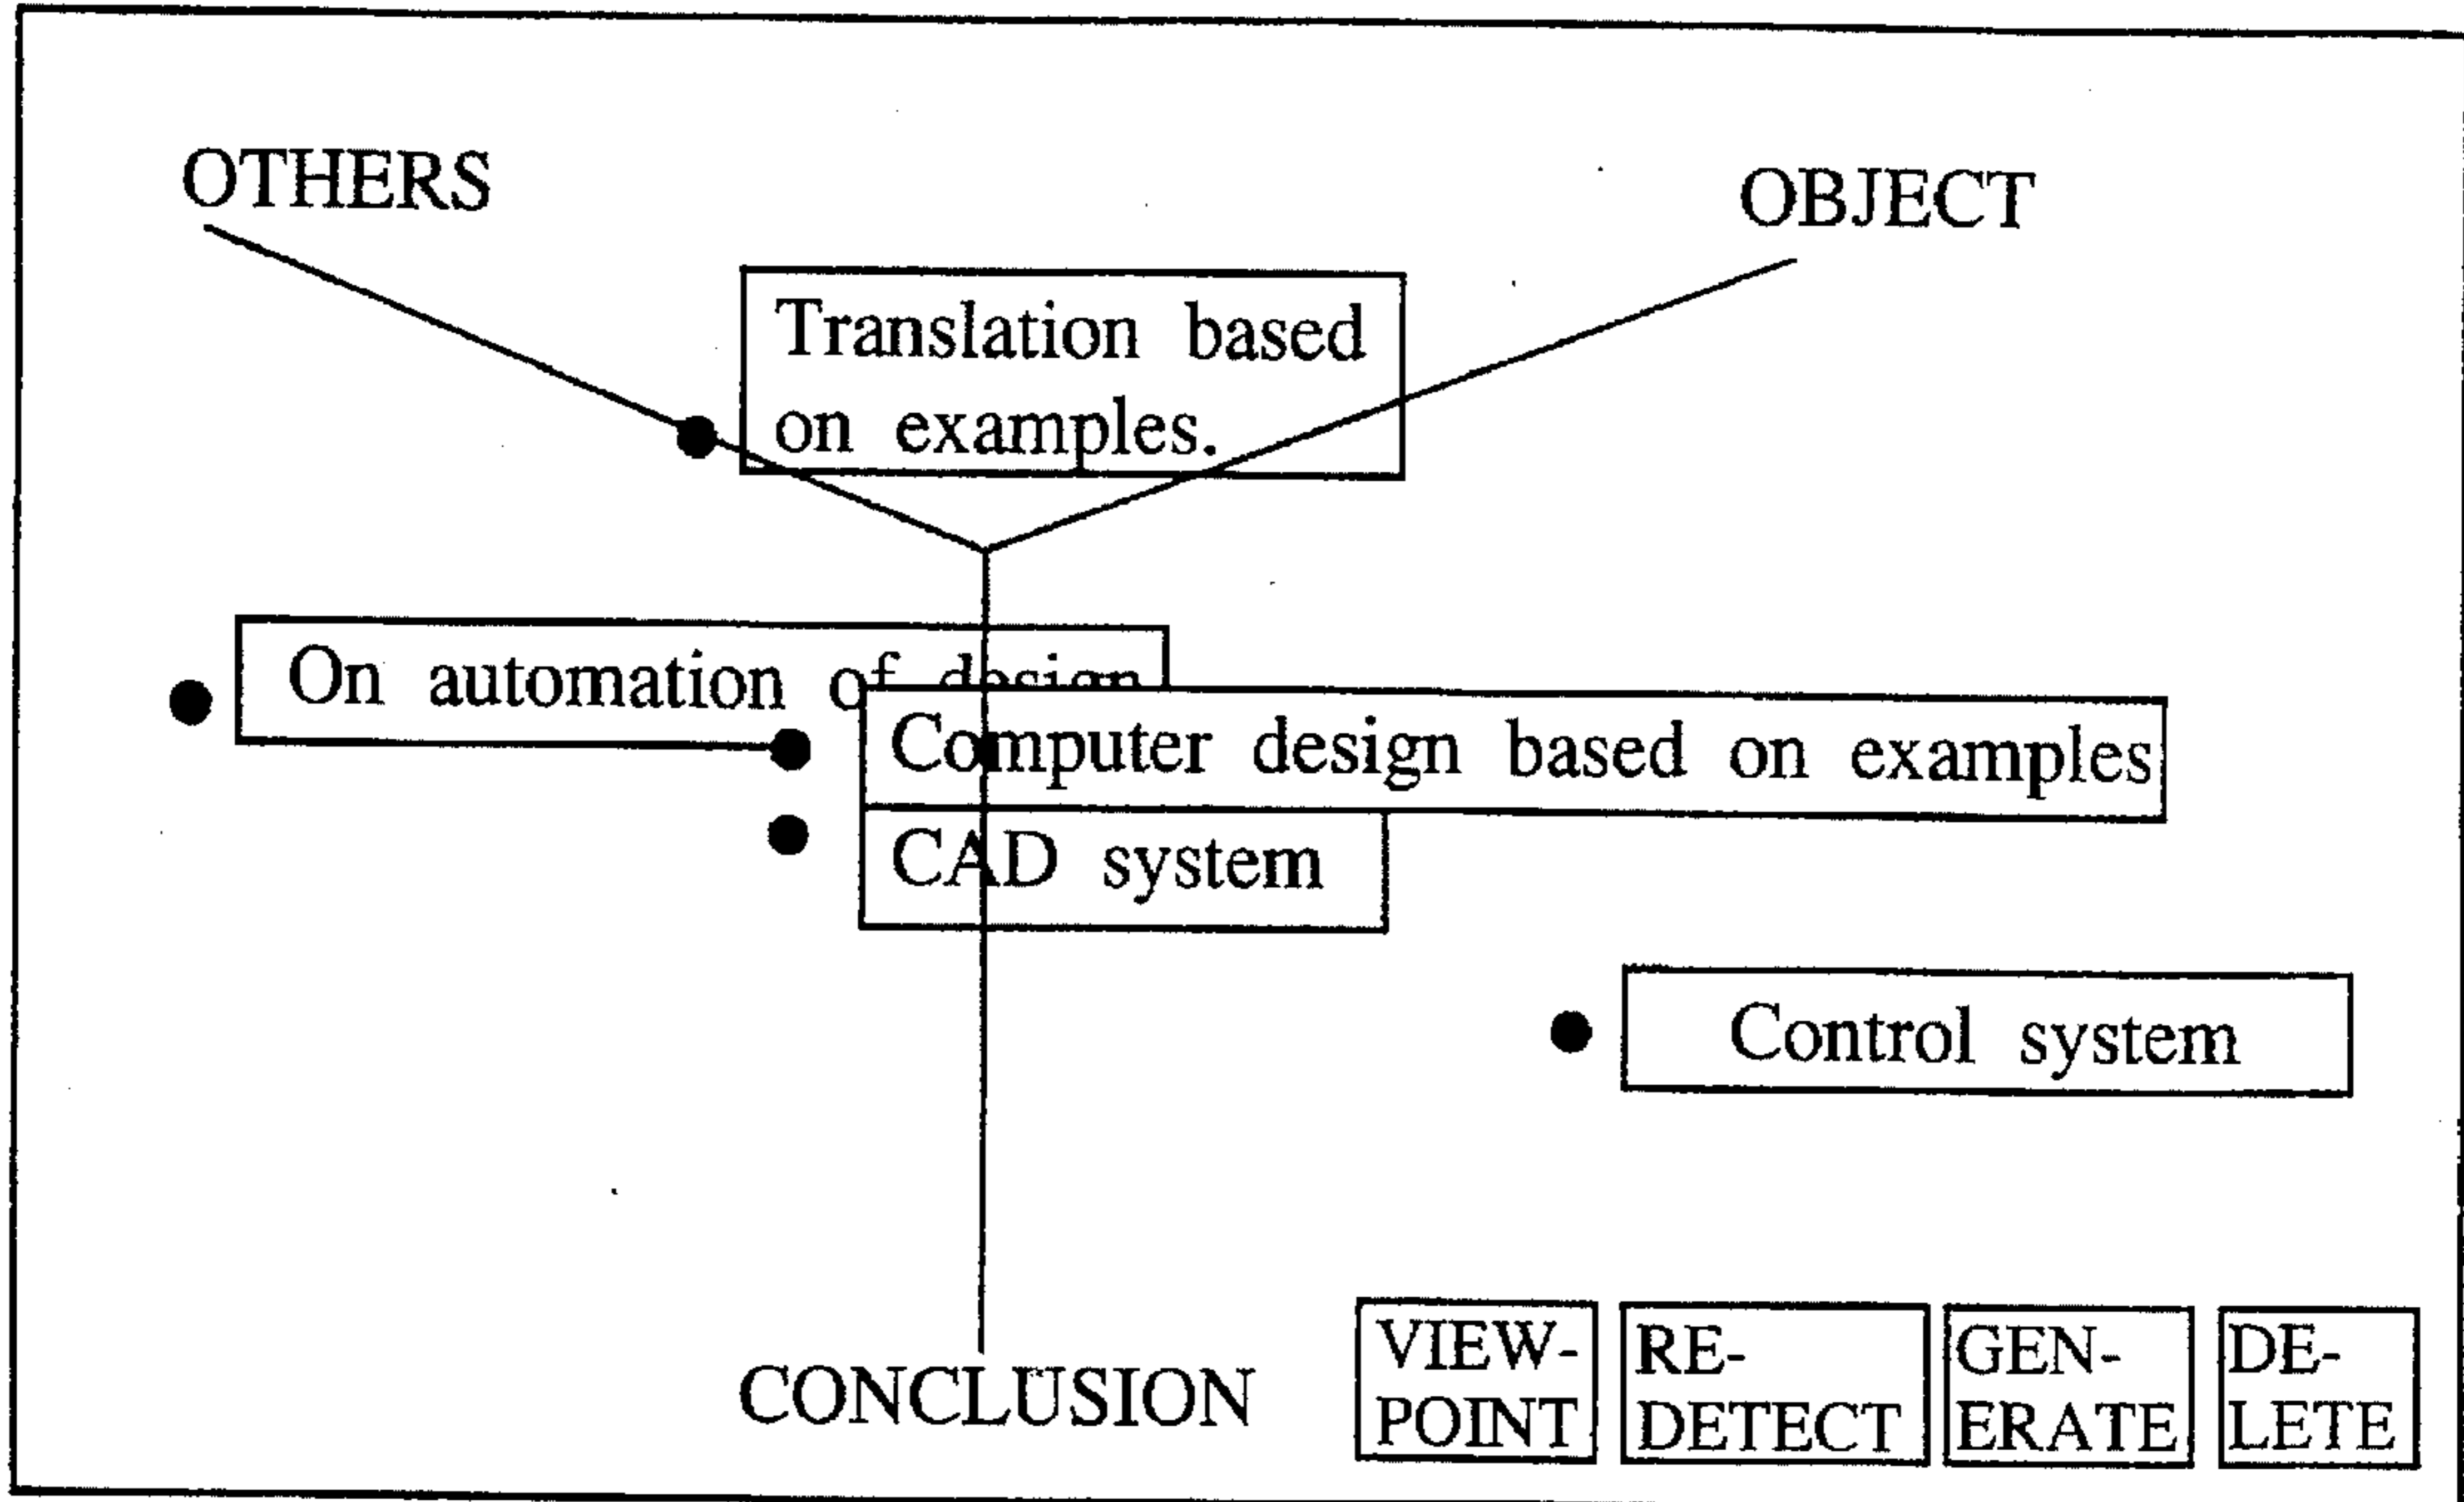 OTHERS
OBJECT
Translation based
on examples.
On automation of design
Computer design based on examples
CAD system
Control system
CONCLUSION
VIEW-
POINT
RE-
DETECT
GEN-
ERATE
DE-
LETE